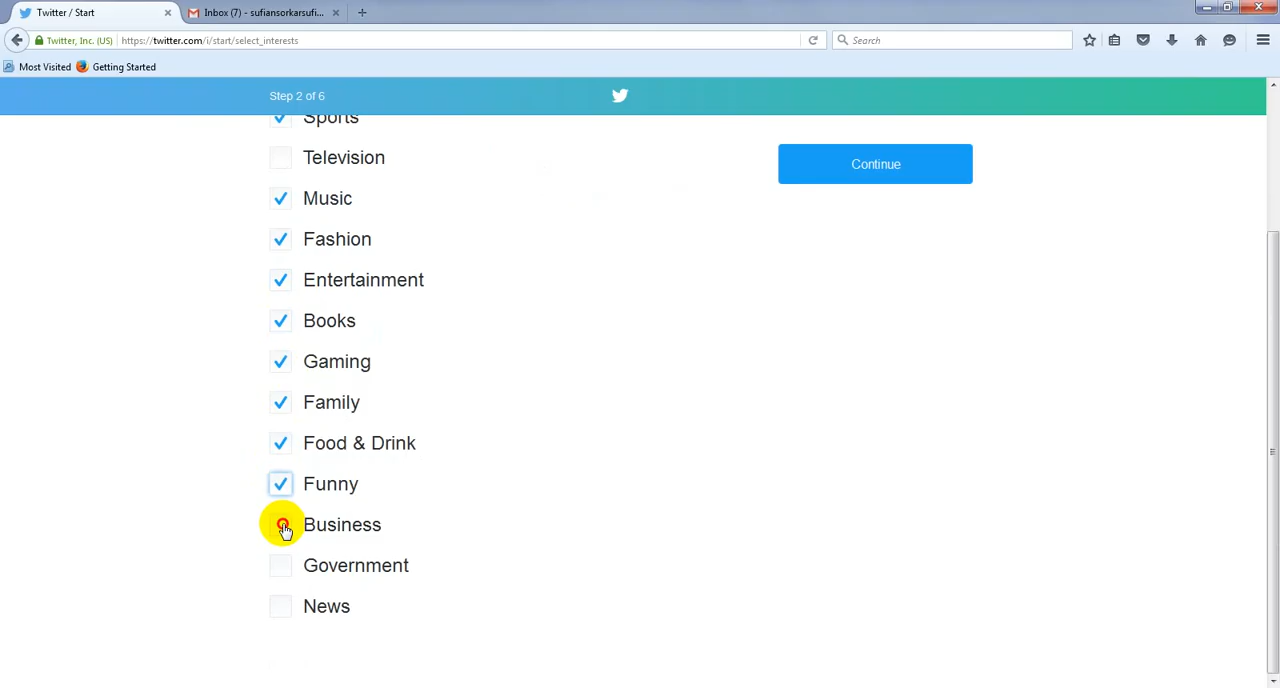 Twitter / Start
Inbox (7) - sufiansorkarsufi...
Twitter, Inc. (US)
https://twitter.com/i/start/select_interests
Search
Most Visited
Getting Started
Step 2 of 6
Sports
Television
Continue
Music
Fashion
Entertainment
Books
Gaming
Family
Food & Drink
Funny
Business
Government
News